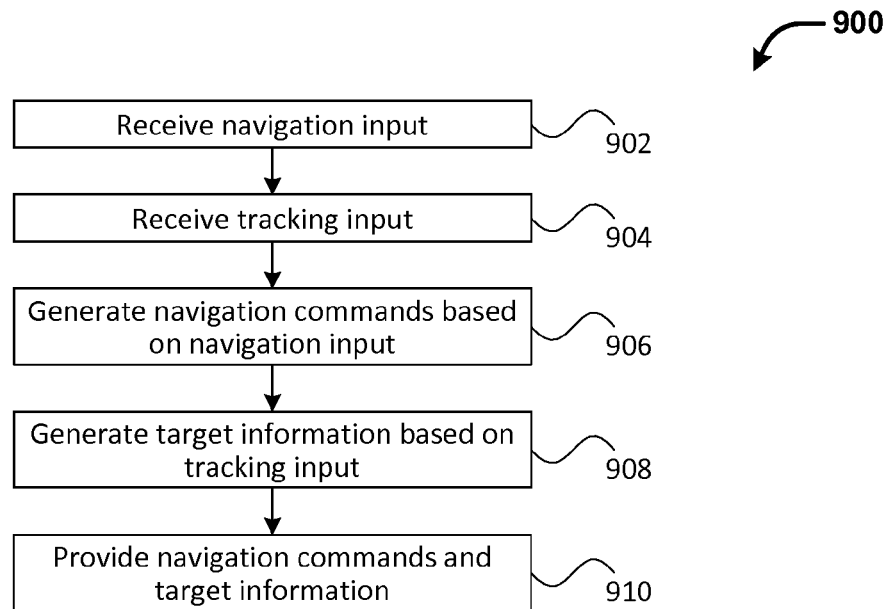 900
Receive navigation input
902
Receive tracking input
904
Generate navigation commands based
on navigation input
906
Generate target information based on
tracking input
908
Provide navigation commands and
target information
910